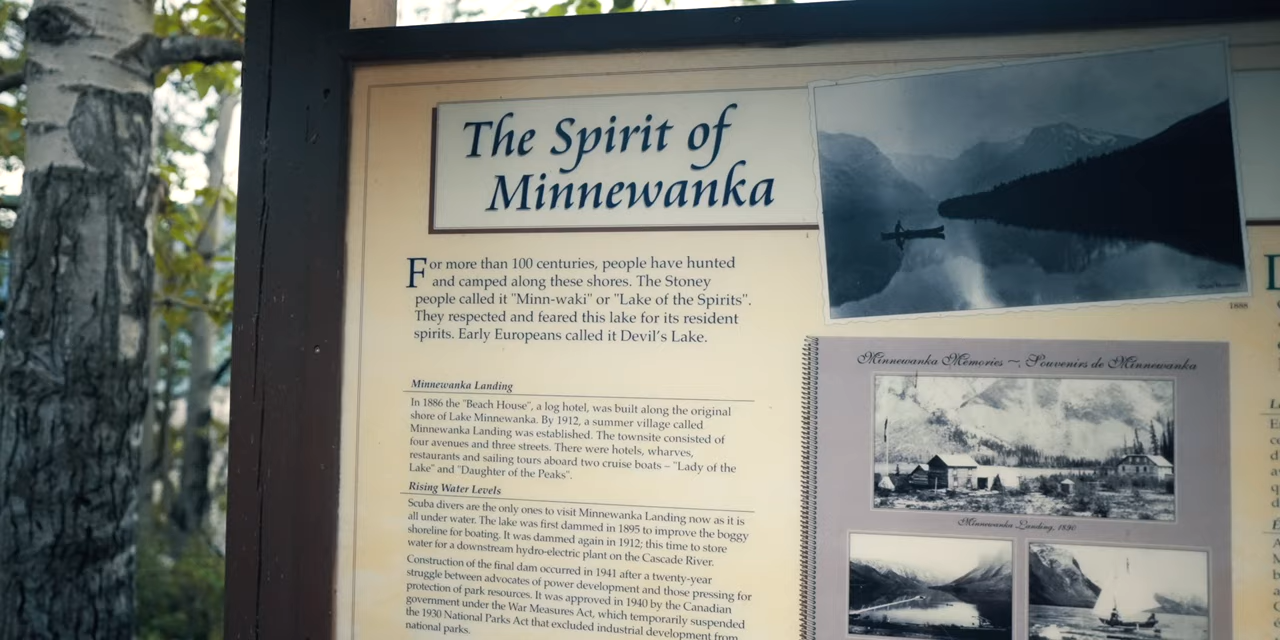 The Spirit of
Minnewanka
For more than 100 centuries, people have hunted
and camped along these shores. The Stoney
people called it "Minn-waki" or "Lake of the Spirits".
They respected and feared this lake for its resident
spirits. Early Europeans called it Devil's Lake.
Minnewanka Landing
In 1886 the "Beach House", a log hotel, was built along the original
shore of Lake Minnewanka. By 1912, a summer village called
Minnewanka Landing was established. The townsite consisted of
four avenues and three streets. There were hotels, wharves,
restaurants and sailing tours aboard two cruise boats – "Lady of the
Lake" and "Daughter of the Peaks".
Rising Water Levels
Scuba divers are the only ones to visit Minnewanka Landing now as it is
all under water. The lake was first dammed in 1895 to improve the boggy
shoreline for boating. It was dammed again in 1912; this time to store
water for a downstream hydro-electric plant on the Cascade River.
Construction of the final dam occurred in 1941 after a twenty-year
struggle between advocates of power development and those pressing for
protection of park resources. It was approved in 1940 by the Canadian
government under the War Measures Act, which temporarily suspended
the 1930 National Parks Act that excluded industrial development from
national parks.
1888
Minnewanka Memories ~ Souvenirs de Minnewanka
Minnewanka Landing, 1890
D